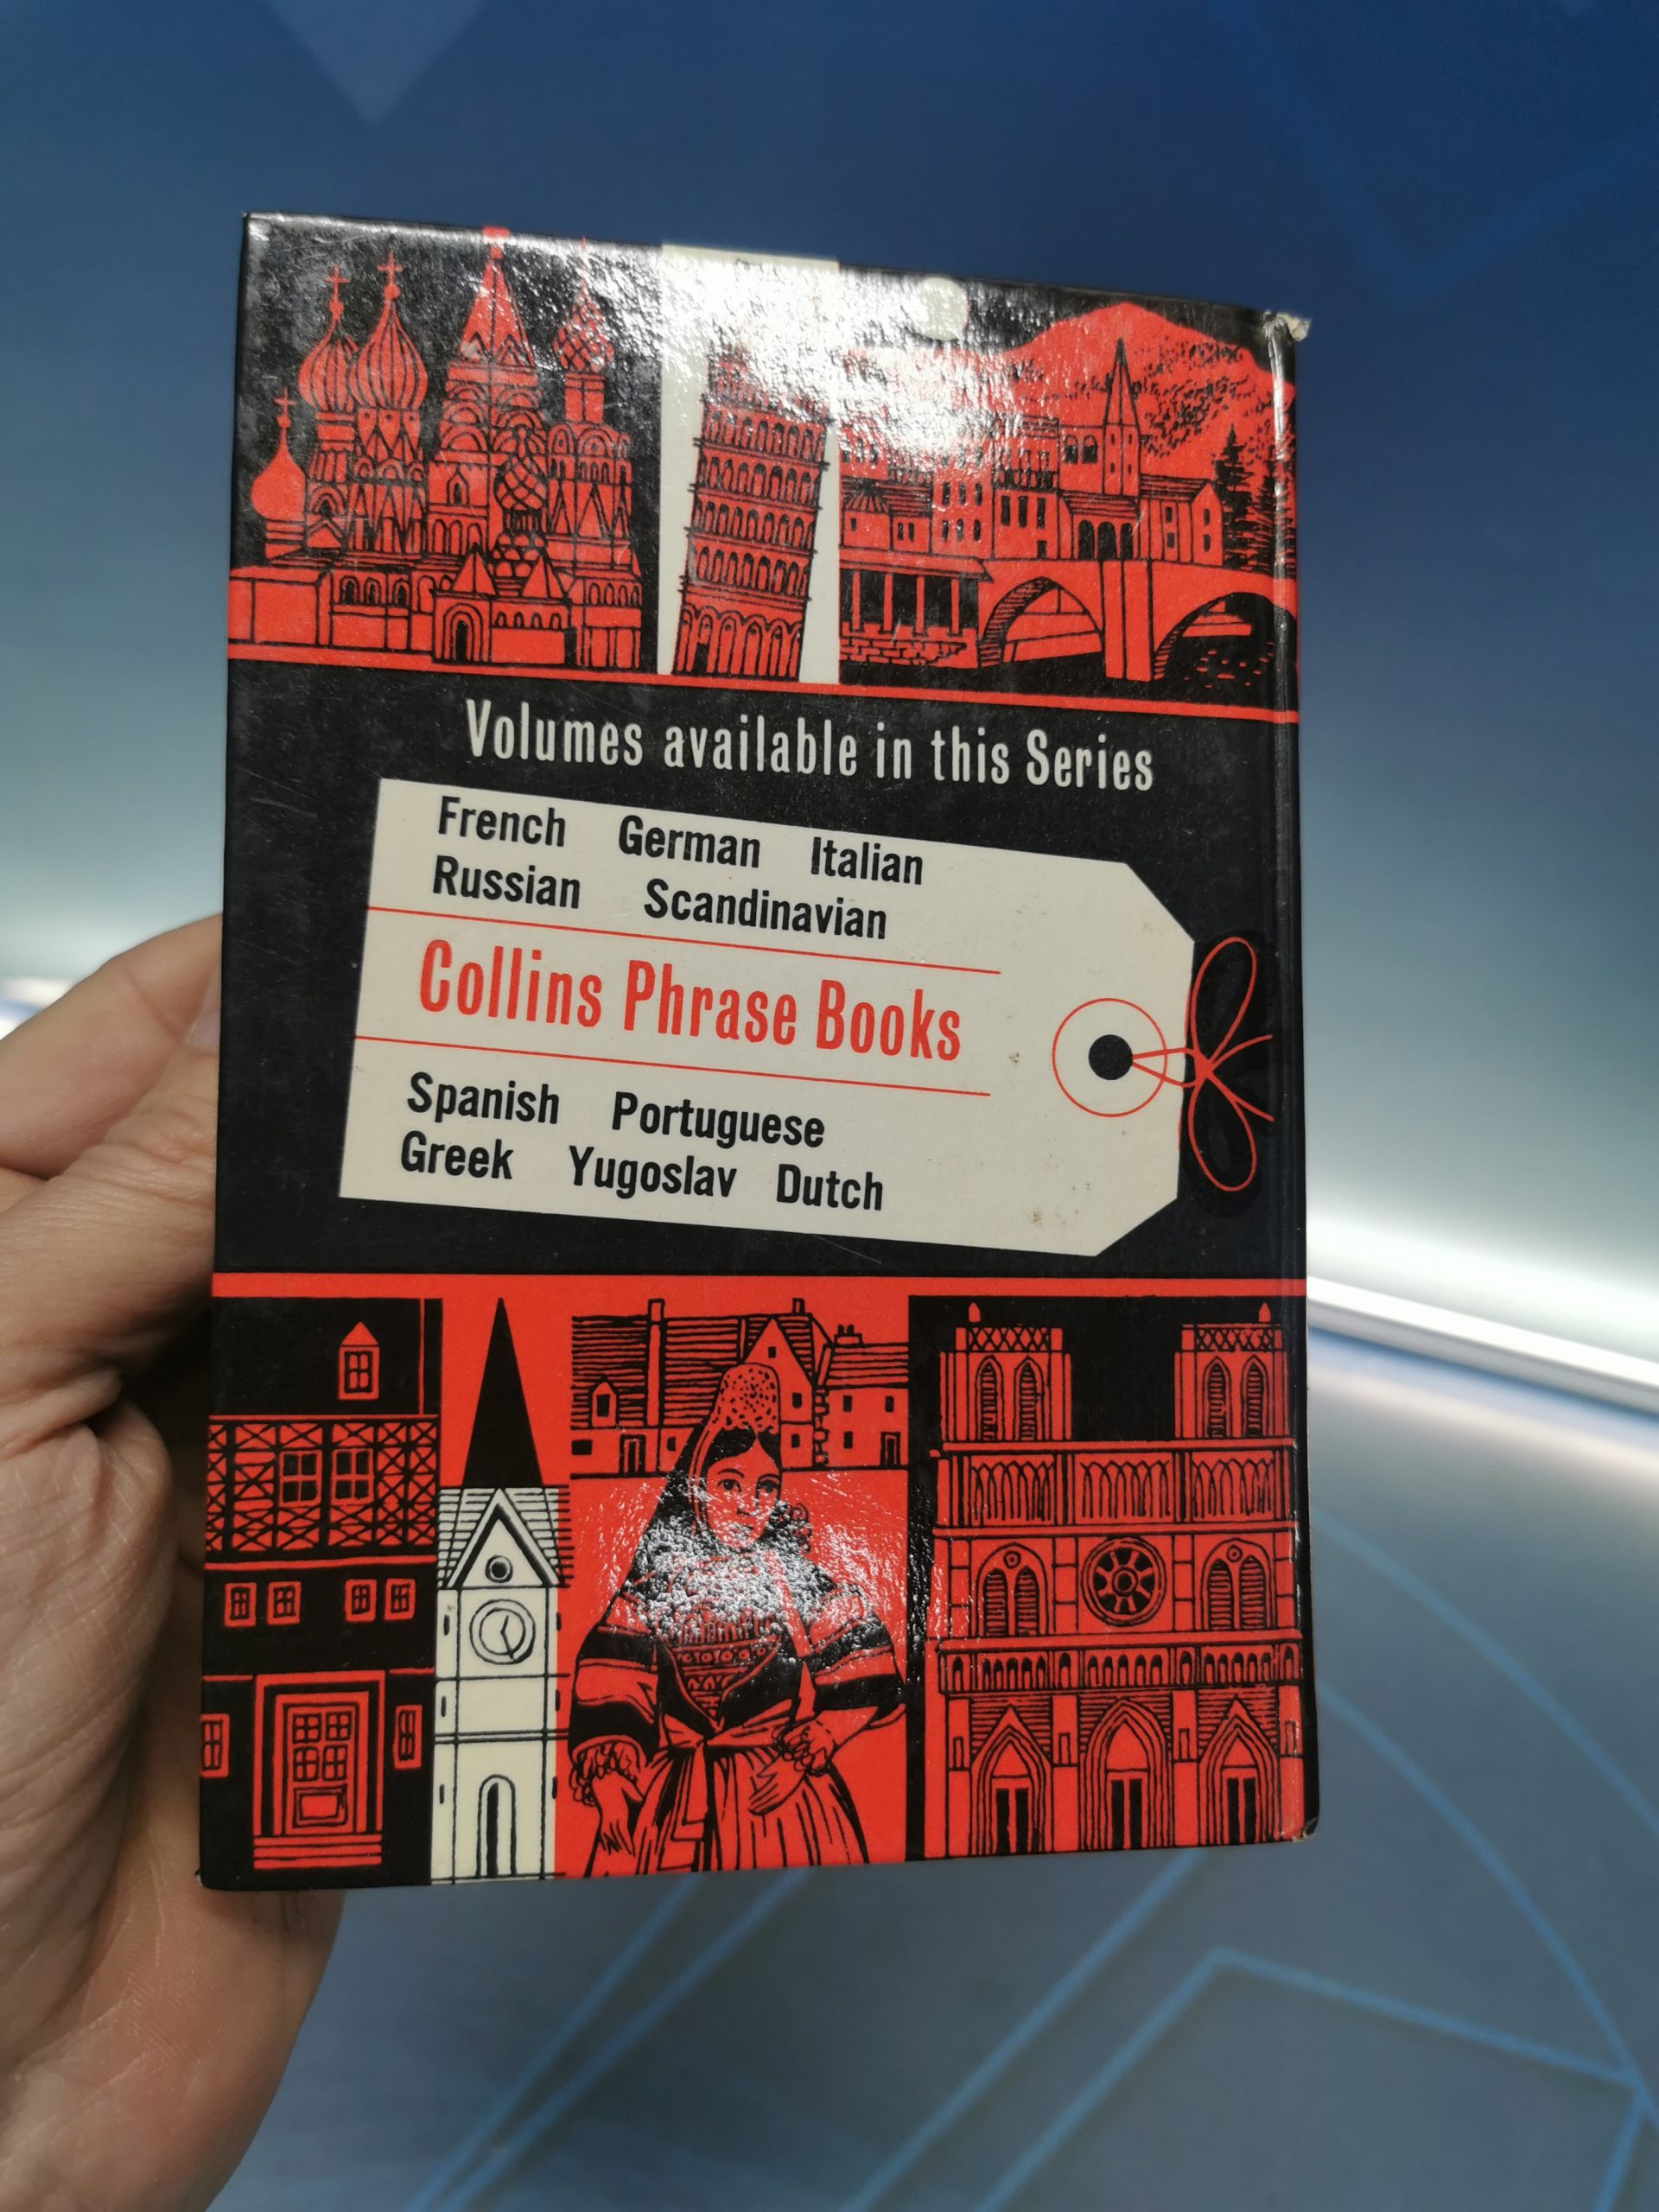 Volumes available in this Series
French German Italian
Russian Scandinavian
Collins Phrase Books
Spanish Portuguese
Greek Yugoslav Dutch